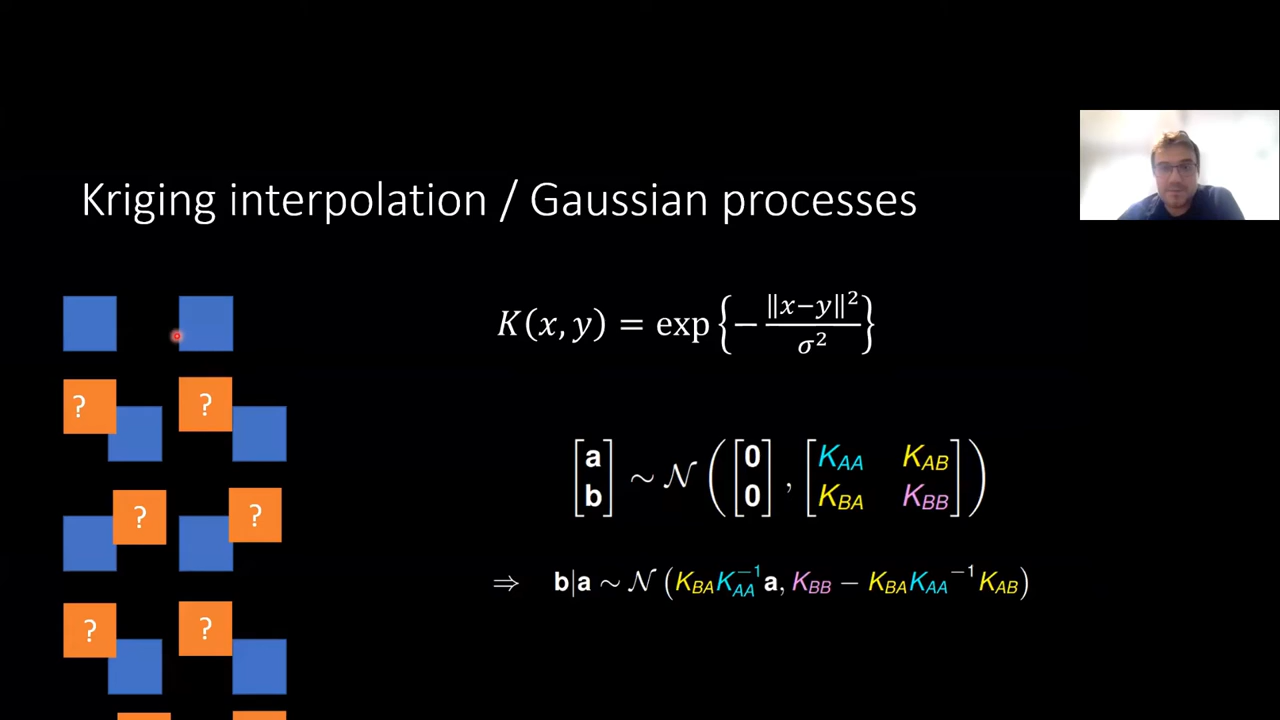 Kriging interpolation / Gaussian processes
K(x, y) = exp {− ‖x−y‖² / σ²}
? ?
[a b] ∼ 𝒩 ([0 0], [K_AA K_AB K_BA K_BB])
? ?
⇒ b|a ∼ 𝒩 (K_BA K_AA⁻¹ a, K_BB − K_BA K_AA⁻¹ K_AB)
? ?